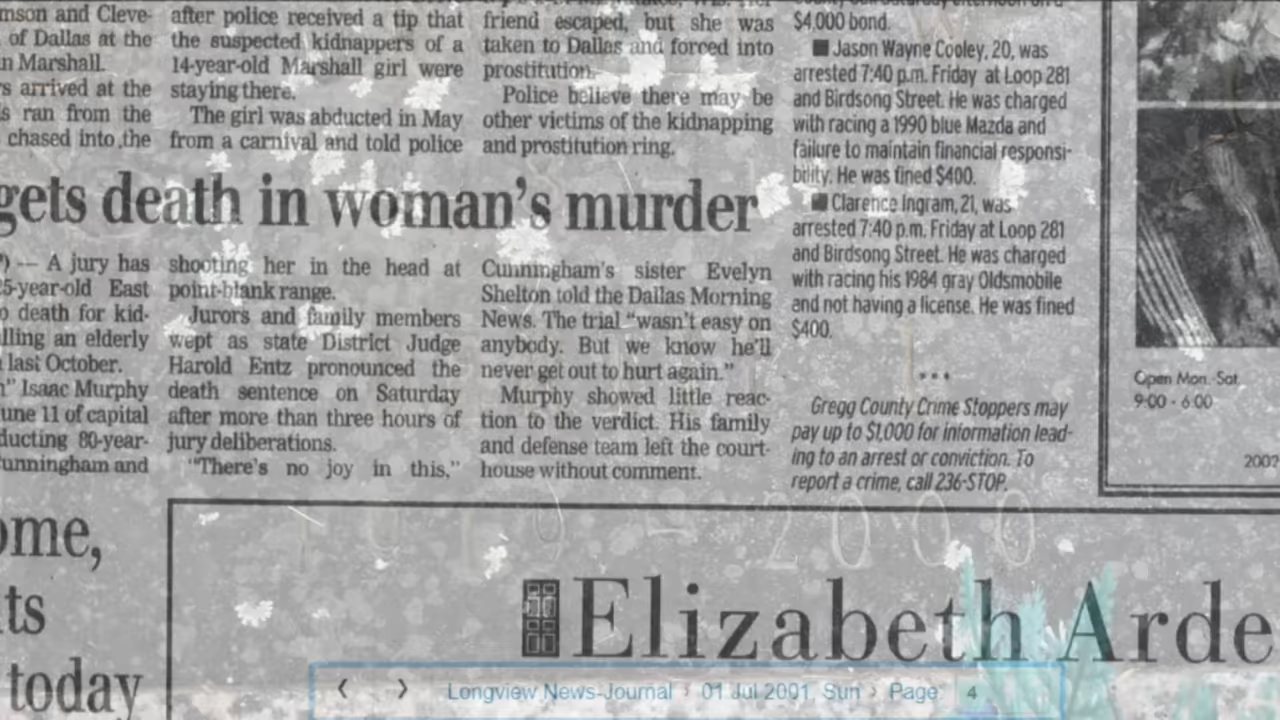 mson and Cleve-
of Dallas at the
n Marshall.
rs arrived at the
ls ran from the
chased into the
after police received a tip that
the suspected kidnappers of a
14-year-old Marshall girl were
staying there.
The girl was abducted in May
from a carnival and told police
friend escaped, but she was
taken to Dallas and forced into
prostitution.
Police believe there may be
other victims of the kidnapping
and prostitution ring.
gets death in woman's murder
?) — A jury has
25-year-old East
o death for kid-
lling an elderly
last October.
n" Isaac Murphy
une 11 of capital
ducting 80-year-
Cunningham and
shooting her in the head at
point-blank range.
Jurors and family members
wept as state District Judge
Harold Entz pronounced the
death sentence on Saturday
after more than three hours of
jury deliberations.
"There's no joy in this,"
Cunningham's sister Evelyn
Shelton told the Dallas Morning
News. The trial "wasn't easy on
anybody. But we know he'll
never get out to hurt again."
Murphy showed little reac-
tion to the verdict. His family
and defense team left the court-
house without comment.
$4,000 bond.
■ Jason Wayne Cooley, 20, was
arrested 7:40 p.m. Friday at Loop 281
and Birdsong Street. He was charged
with racing a 1990 blue Mazda and
failure to maintain financial responsi-
bility. He was fined $400.
■ Clarence Ingram, 21, was
arrested 7:40 p.m. Friday at Loop 281
and Birdsong Street. He was charged
with racing his 1984 gray Oldsmobile
and not having a license. He was fined
$400.
* * *
Gregg County Crime Stoppers may
pay up to $1,000 for information lead-
ing to an arrest or conviction. To
report a crime, call 236-STOP.
Open Mon.-Sat.
9:00 - 6:00
2002
ome,
ts
today
Elizabeth Arde
‹ › Longview News-Journal › 01 Jul 2001, Sun › Page 4